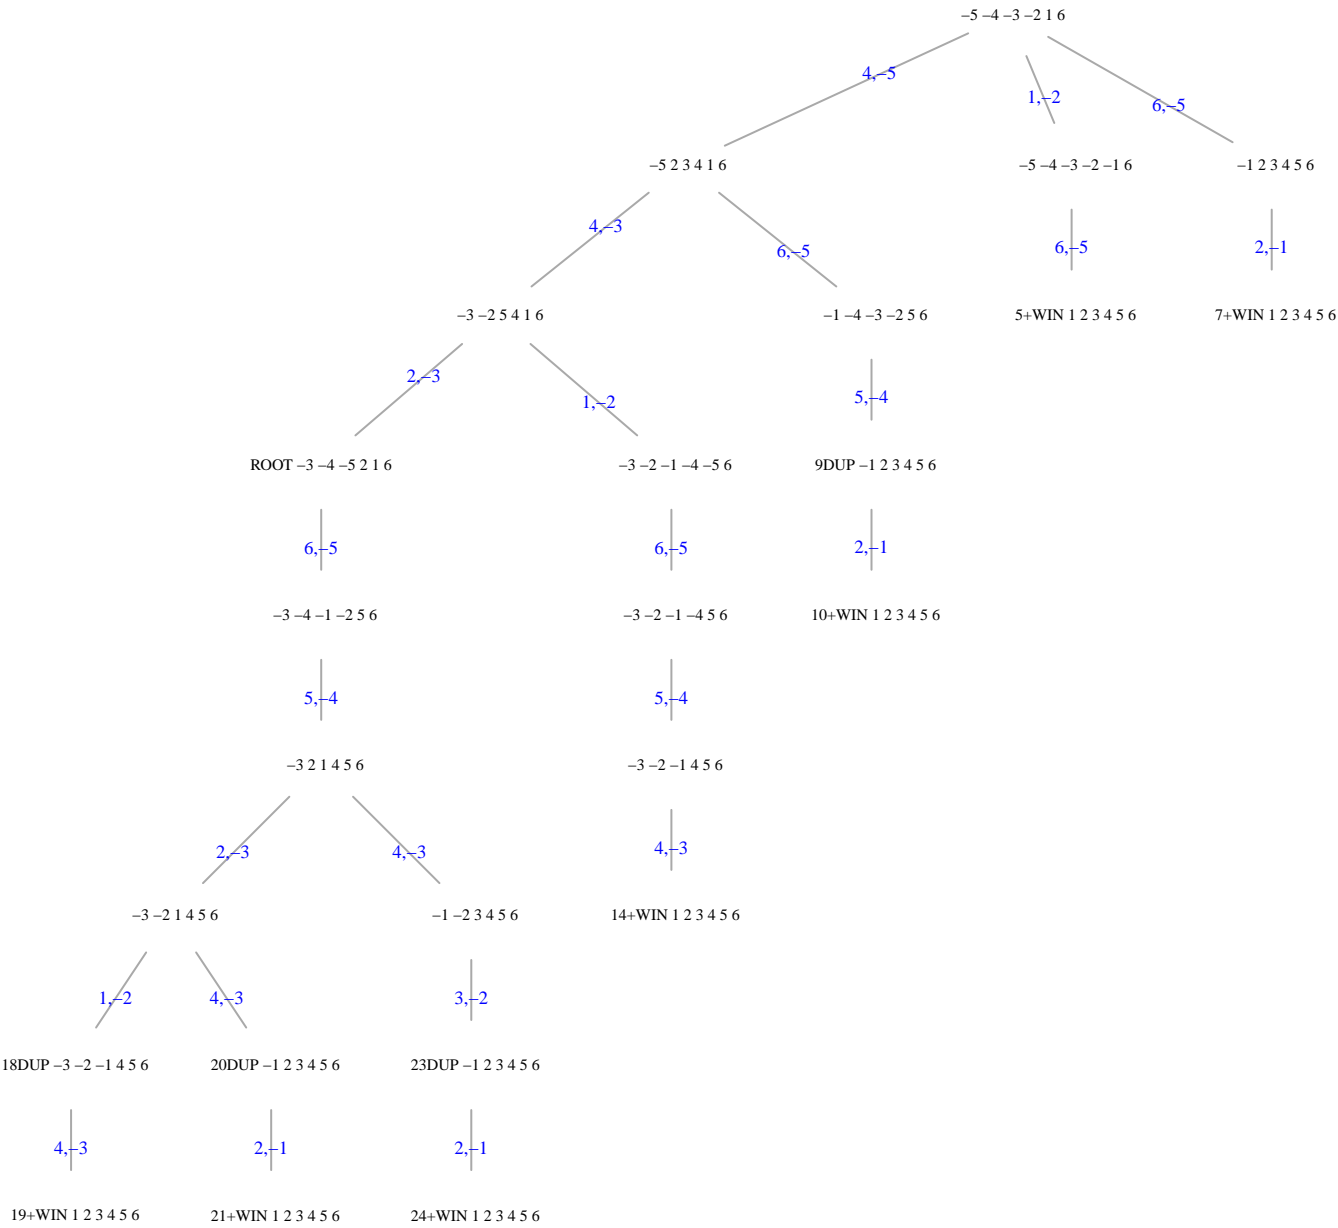 −5 −4 −3 −2 1 6
4,−5
1,−2
6,−5
−5 2 3 4 1 6
−5 −4 −3 −2 −1 6
−1 2 3 4 5 6
4,−3
6,−5
6,−5
2,−1
−3 −2 5 4 1 6
−1 −4 −3 −2 5 6
5+WIN 1 2 3 4 5 6
7+WIN 1 2 3 4 5 6
2,−3
1,−2
5,−4
ROOT −3 −4 −5 2 1 6
−3 −2 −1 −4 −5 6
9DUP −1 2 3 4 5 6
6,−5
6,−5
2,−1
−3 −4 −1 −2 5 6
−3 −2 −1 −4 5 6
10+WIN 1 2 3 4 5 6
5,−4
5,−4
−3 2 1 4 5 6
−3 −2 −1 4 5 6
2,−3
4,−3
4,−3
−3 −2 1 4 5 6
−1 −2 3 4 5 6
14+WIN 1 2 3 4 5 6
1,−2
4,−3
3,−2
18DUP −3 −2 −1 4 5 6
20DUP −1 2 3 4 5 6
23DUP −1 2 3 4 5 6
4,−3
2,−1
2,−1
19+WIN 1 2 3 4 5 6
21+WIN 1 2 3 4 5 6
24+WIN 1 2 3 4 5 6